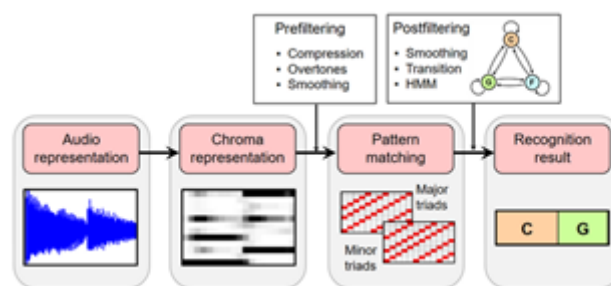 Prefiltering
• Compression
• Overtones
• Smoothing
Postfiltering
• Smoothing
• Transition
• HMM
C
G
F
Audio
representation
Chroma
representation
Pattern
matching
Recognition
result
Major
triads
Minor
triads
C
G